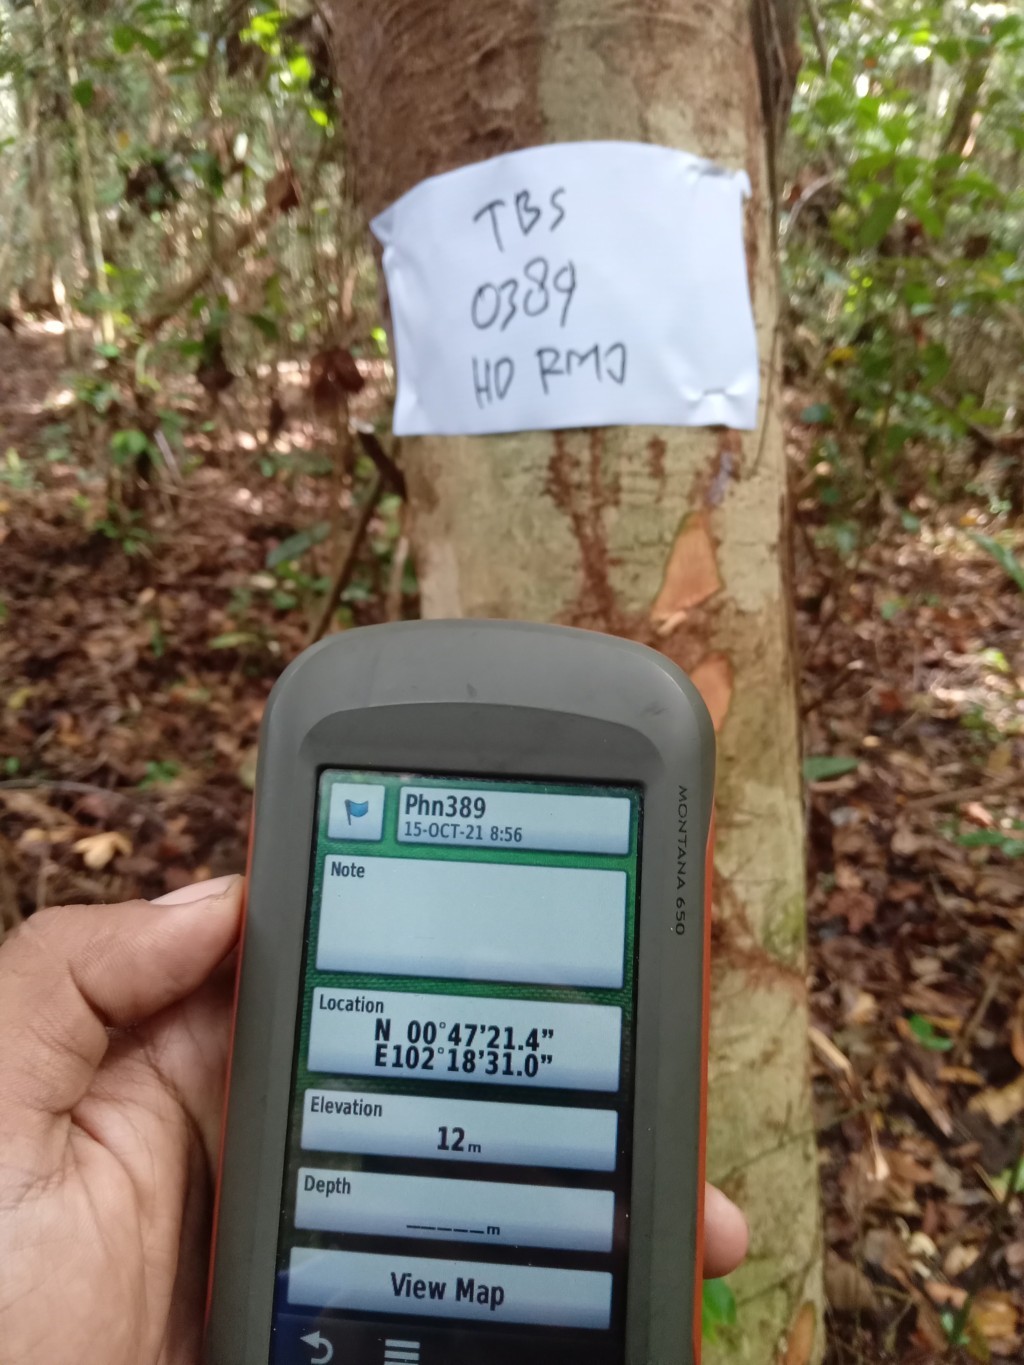 TBS
0389
HD RMJ
MONTANA 650
Phn389
15-OCT-21 8:56
Note
Location
N 00°47'21.4"
E102°18'31.0"
Elevation
12 m
Depth
_____m
View Map